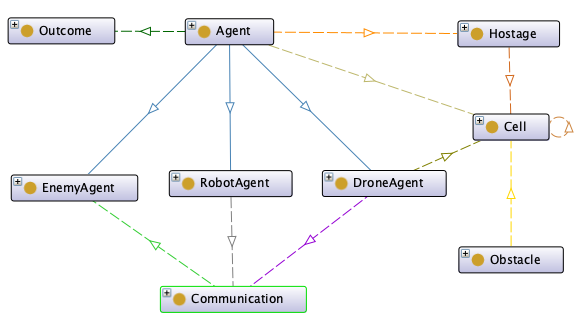 Outcome
Agent
Hostage
Cell
EnemyAgent
RobotAgent
DroneAgent
Obstacle
Communication